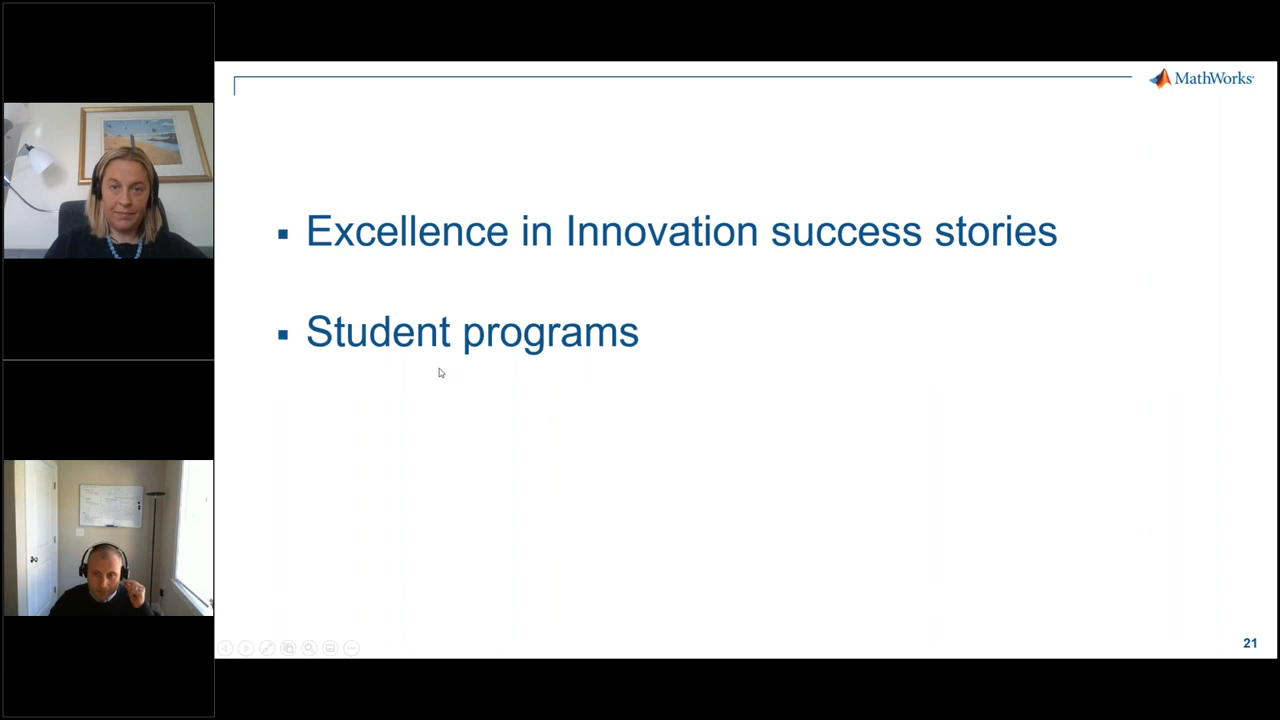 MathWorks
Excellence in Innovation success stories
Student programs
21